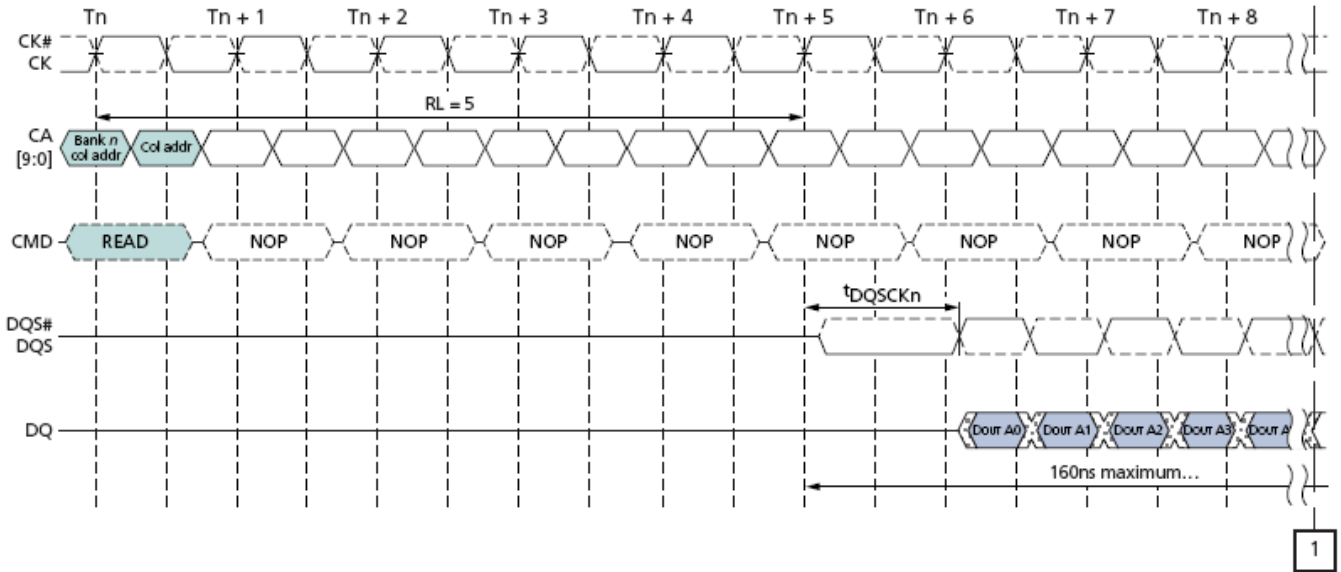 Tn Tn + 1 Tn + 2 Tn + 3 Tn + 4 Tn + 5 Tn + 6 Tn + 7 Tn + 8
CK#
CK
RL = 5
CA
[9:0]
Bank n
col addr
Col addr
CMD READ NOP NOP NOP NOP NOP NOP NOP NOP
tDQSCKn
DQS#
DQS
DQ DOUT A0 DOUT A1 DOUT A2 DOUT A3 DOUT A
160ns maximum…
1